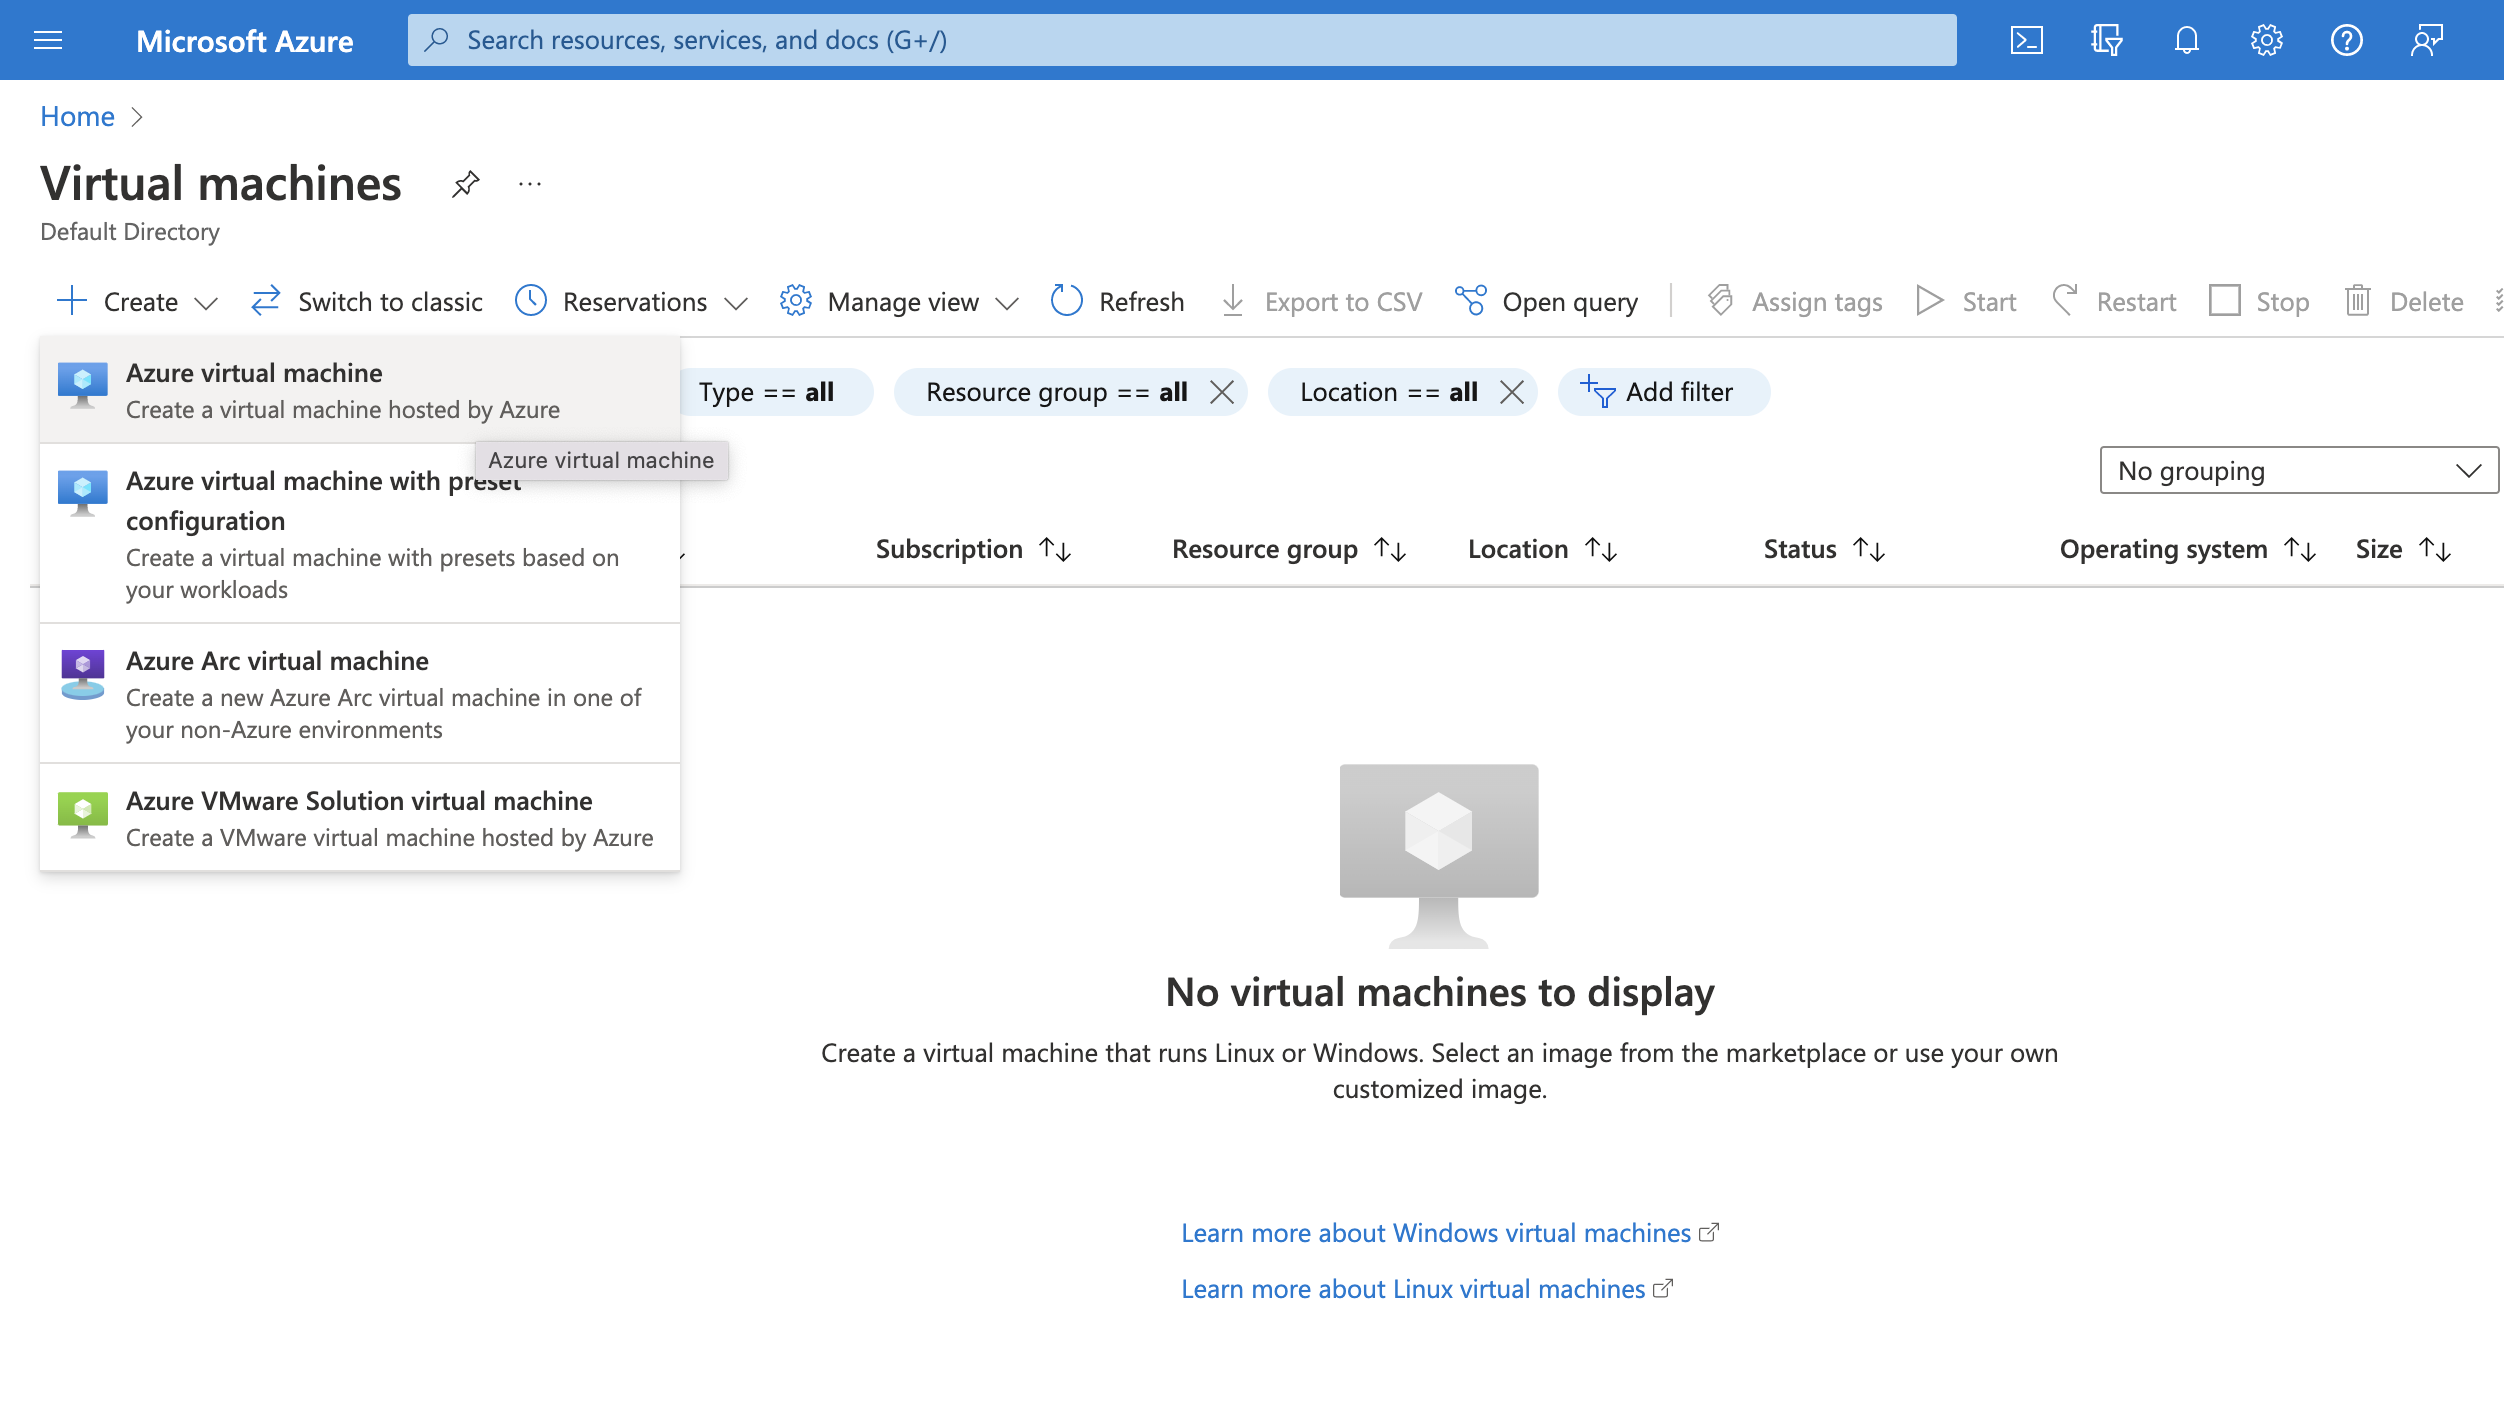 Microsoft Azure
Search resources, services, and docs (G+/)
Home
Virtual machines
Default Directory
Create
Switch to classic
Reservations
Manage view
Refresh
Export to CSV
Open query
Assign tags
Start
Restart
Stop
Delete
Azure virtual machine
Create a virtual machine hosted by Azure
Azure virtual machine
Azure virtual machine with preset
configuration
Create a virtual machine with presets based on
your workloads
Azure Arc virtual machine
Create a new Azure Arc virtual machine in one of
your non-Azure environments
Azure VMware Solution virtual machine
Create a VMware virtual machine hosted by Azure
Type == all
Resource group == all
Location == all
Add filter
No grouping
Subscription
Resource group
Location
Status
Operating system
Size
No virtual machines to display
Create a virtual machine that runs Linux or Windows. Select an image from the marketplace or use your own
customized image.
Learn more about Windows virtual machines
Learn more about Linux virtual machines